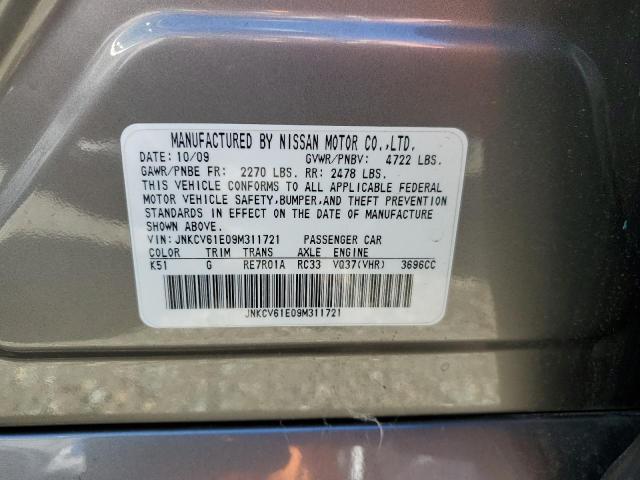 MANUFACTURED BY NISSAN MOTOR CO.,LTD.
DATE: 10/09 GVWR/PNBV: 4722 LBS.
GAWR/PNBE FR: 2270 LBS. RR: 2478 LBS.
THIS VEHICLE CONFORMS TO ALL APPLICABLE FEDERAL
MOTOR VEHICLE SAFETY,BUMPER,AND THEFT PREVENTION
STANDARDS IN EFFECT ON THE DATE OF MANUFACTURE
SHOWN ABOVE.
VIN: JNKCV61E09M311721 PASSENGER CAR
COLOR TRIM TRANS AXLE ENGINE
K51 G RE7R01A RC33 VQ37(VHR) 3696CC
JNKCV61E09M311721